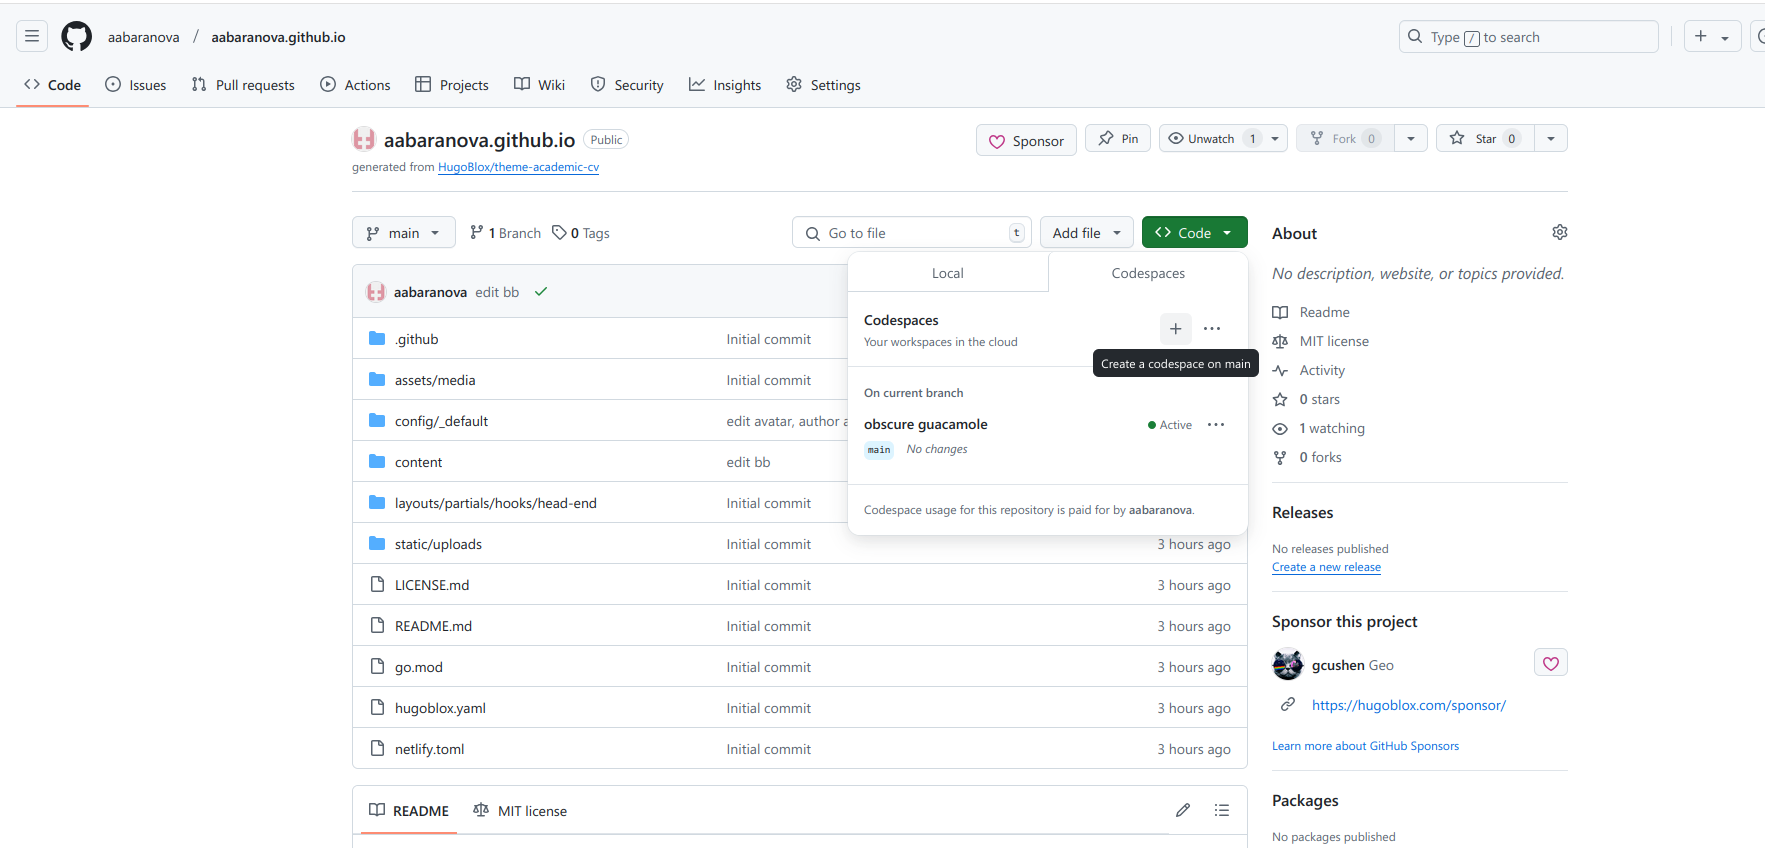 aabaranova / aabaranova.github.io
Type / to search
Code Issues Pull requests Actions Projects Wiki Security Insights Settings
aabaranova.github.io Public
generated from HugoBlox/theme-academic-cv
Sponsor Pin Unwatch 1 Fork 0 Star 0
main 1 Branch 0 Tags
Go to file t Add file Code
Local Codespaces
Codespaces
Your workspaces in the cloud
Create a codespace on main
On current branch
obscure guacamole Active
main No changes
Codespace usage for this repository is paid for by aabaranova.
aabaranova edit bb
.github Initial commit
assets/media Initial commit
config/_default edit avatar, author a
content edit bb
layouts/partials/hooks/head-end Initial commit
static/uploads Initial commit 3 hours ago
LICENSE.md Initial commit 3 hours ago
README.md Initial commit 3 hours ago
go.mod Initial commit 3 hours ago
hugoblox.yaml Initial commit 3 hours ago
netlify.toml Initial commit 3 hours ago
README MIT license
About
No description, website, or topics provided.
Readme
MIT license
Activity
0 stars
1 watching
0 forks
Releases
No releases published
Create a new release
Sponsor this project
gcushen Geo
https://hugoblox.com/sponsor/
Learn more about GitHub Sponsors
Packages
No packages published